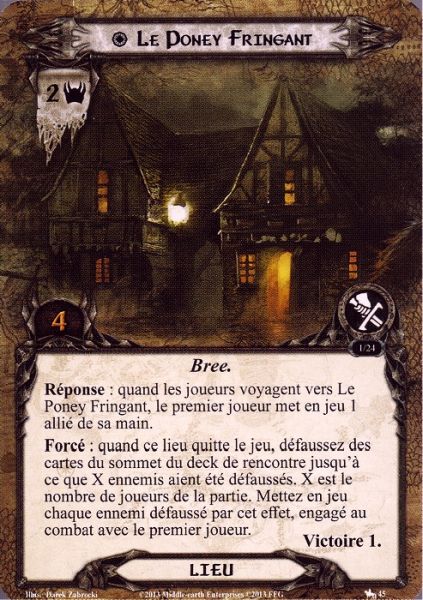 LE PONEY FRINGANT
2
4
1/24
Bree.
Réponse : quand les joueurs voyagent vers Le
Poney Fringant, le premier joueur met en jeu 1
allié de sa main.
Forcé : quand ce lieu quitte le jeu, défaussez des
cartes du sommet du deck de rencontre jusqu'à
ce que X ennemis aient été défaussés. X est le
nombre de joueurs de la partie. Mettez en jeu
chaque ennemi défaussé par cet effet, engagé au
combat avec le premier joueur.
Victoire 1.
LIEU
Illus. Darek Zabrocki ©2013 Middle-earth Enterprises ©2013 FFG 45